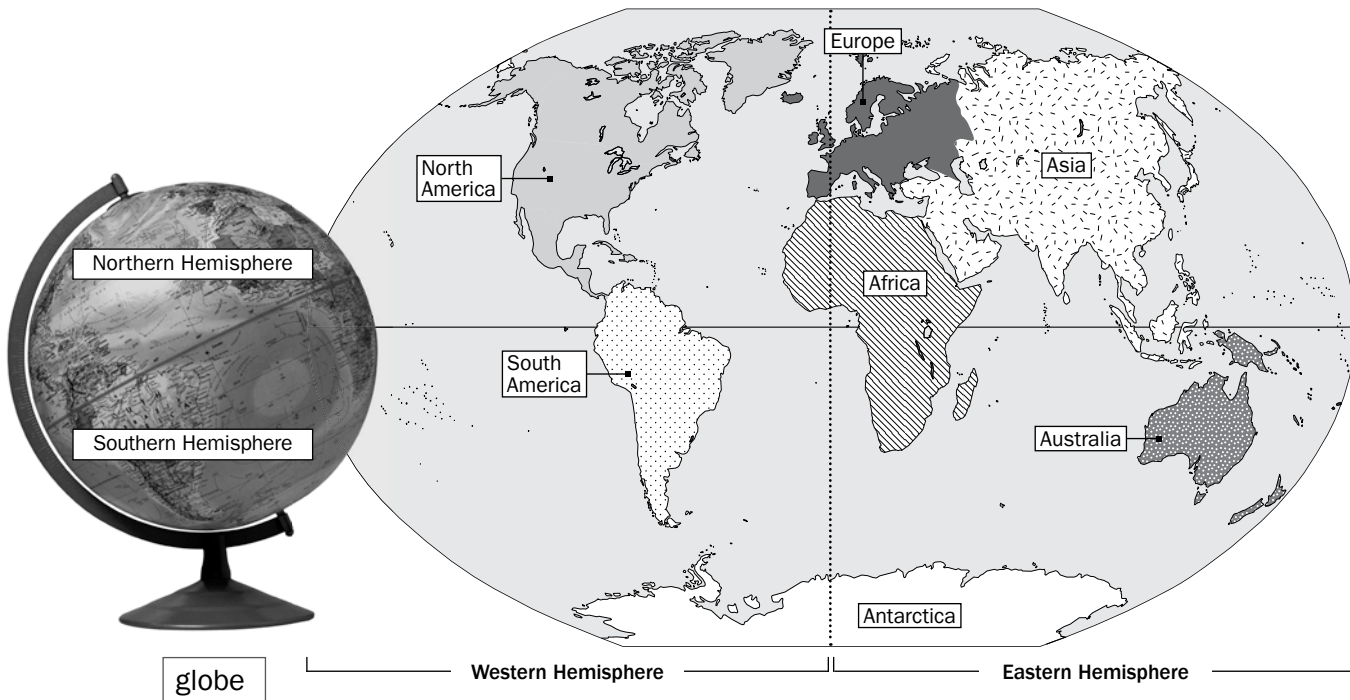 Europe
North
America
Asia
Northern Hemisphere
Africa
South
America
Southern Hemisphere
Australia
Antarctica
globe
Western Hemisphere
Eastern Hemisphere